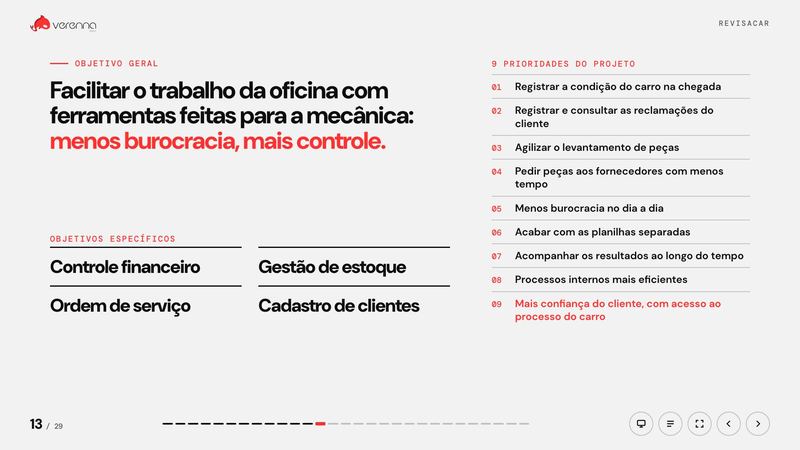 verenna
REVISACAR
OBJETIVO GERAL
Facilitar o trabalho da oficina com
ferramentas feitas para a mecânica:
menos burocracia, mais controle.
OBJETIVOS ESPECÍFICOS
Controle financeiro
Gestão de estoque
Ordem de serviço
Cadastro de clientes
9 PRIORIDADES DO PROJETO
01 Registrar a condição do carro na chegada
02 Registrar e consultar as reclamações do
cliente
03 Agilizar o levantamento de peças
04 Pedir peças aos fornecedores com menos
tempo
05 Menos burocracia no dia a dia
06 Acabar com as planilhas separadas
07 Acompanhar os resultados ao longo do tempo
08 Processos internos mais eficientes
09 Mais confiança do cliente, com acesso ao
processo do carro
13 / 29